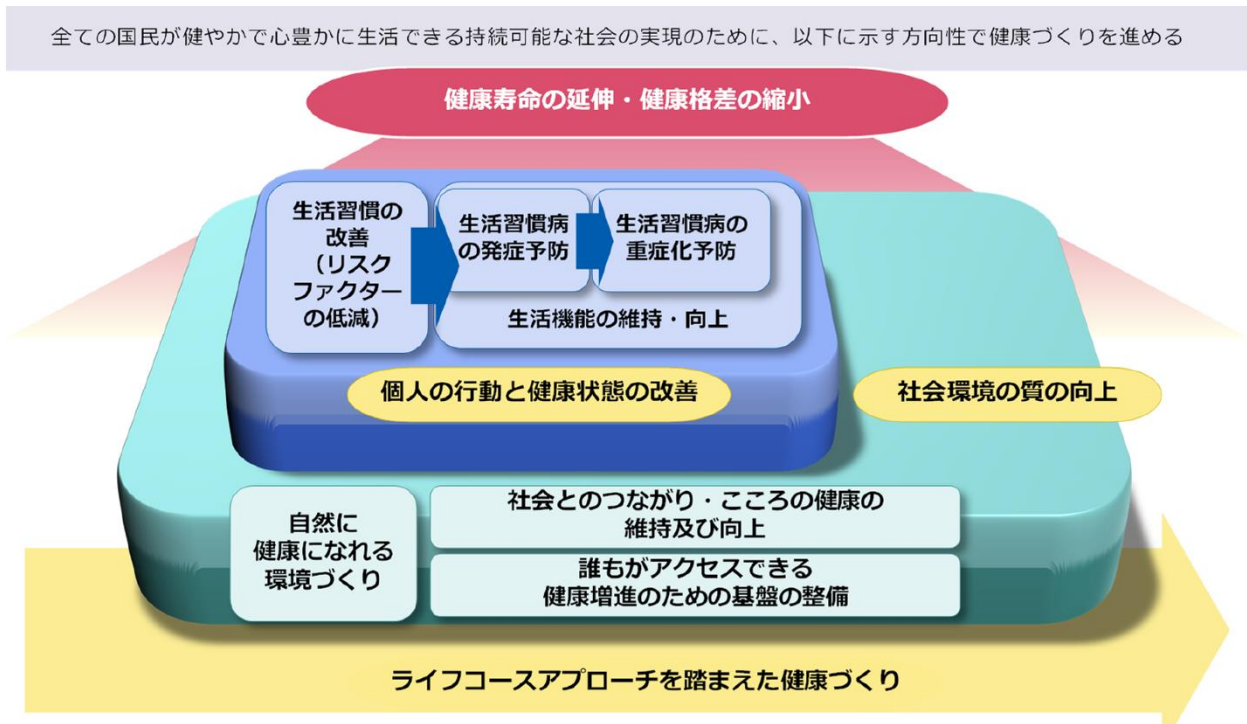 全ての国民が健やかで心豊かに生活できる持続可能な社会の実現のために、以下に示す方向性で健康づくりを進める
健康寿命の延伸・健康格差の縮小
生活習慣の
改善
（リスク
ファクター
の低減）
生活習慣病
の発症予防
生活習慣病の
重症化予防
生活機能の維持・向上
個人の行動と健康状態の改善
社会環境の質の向上
自然に
健康になれる
環境づくり
社会とのつながり・こころの健康の
維持及び向上
誰もがアクセスできる
健康増進のための基盤の整備
ライフコースアプローチを踏まえた健康づくり